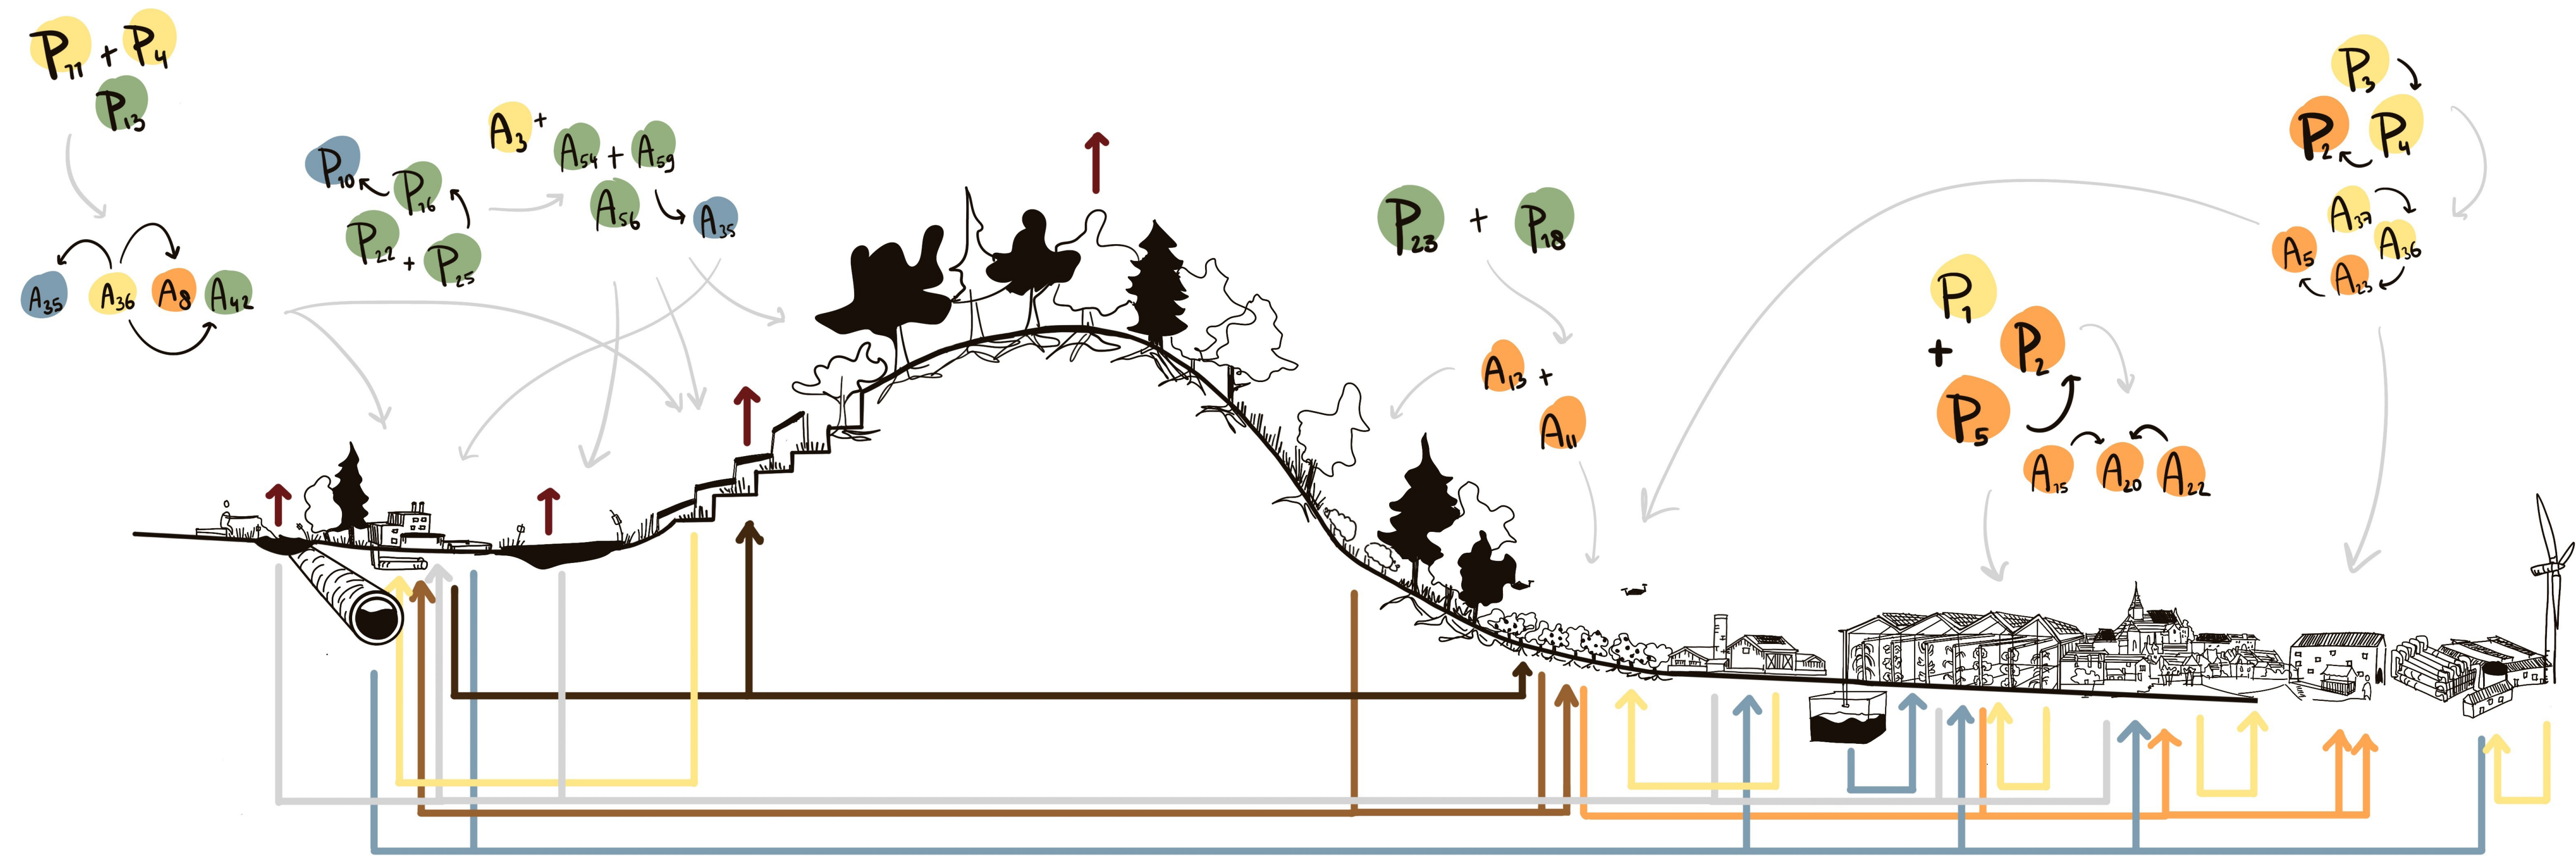 P11 + P4
P13
A35 A36 A8 A42
P10 P16
P22 + P25
A3 +
A54 + A59
A56 A35
P23 + P18
A13 +
A11
P1
+ P2
P5
A15 A20 A22
P3
P2 P4
A37
A5 A36
A23